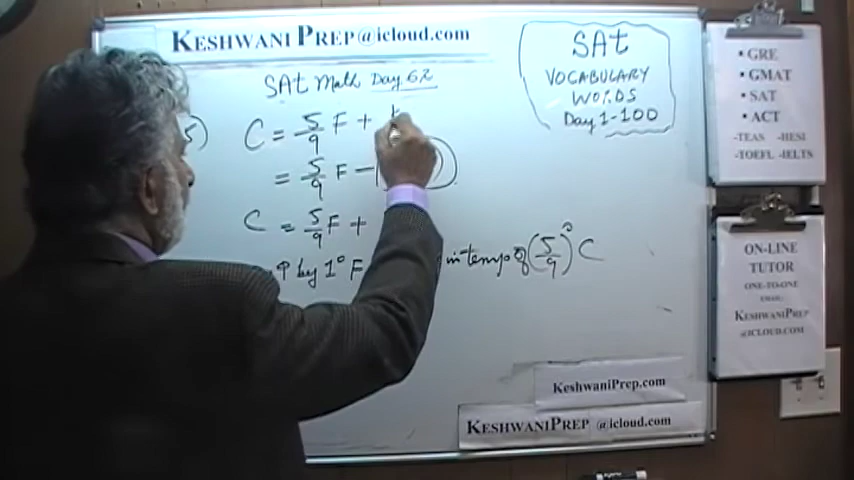 KESHWANIPREP@icloud.com
SAt Math Day 62
5) C = 5/9 F +
= 5/9 F -
C = 5/9 F +
by 1° F in temp of (5/9)° C
SAt
VOCABULARY
WORDS
Day 1-100
• GRE
• GMAT
• SAT
• ACT
-TEAS -HESI
-TOEFL -IELTS
ON-LINE
TUTOR
ONE-TO-ONE
EMAIL:
KESHWANIPREP
@ICLOUD.COM
KESHWANIPREP.com
KESHWANIPREP @icloud.com